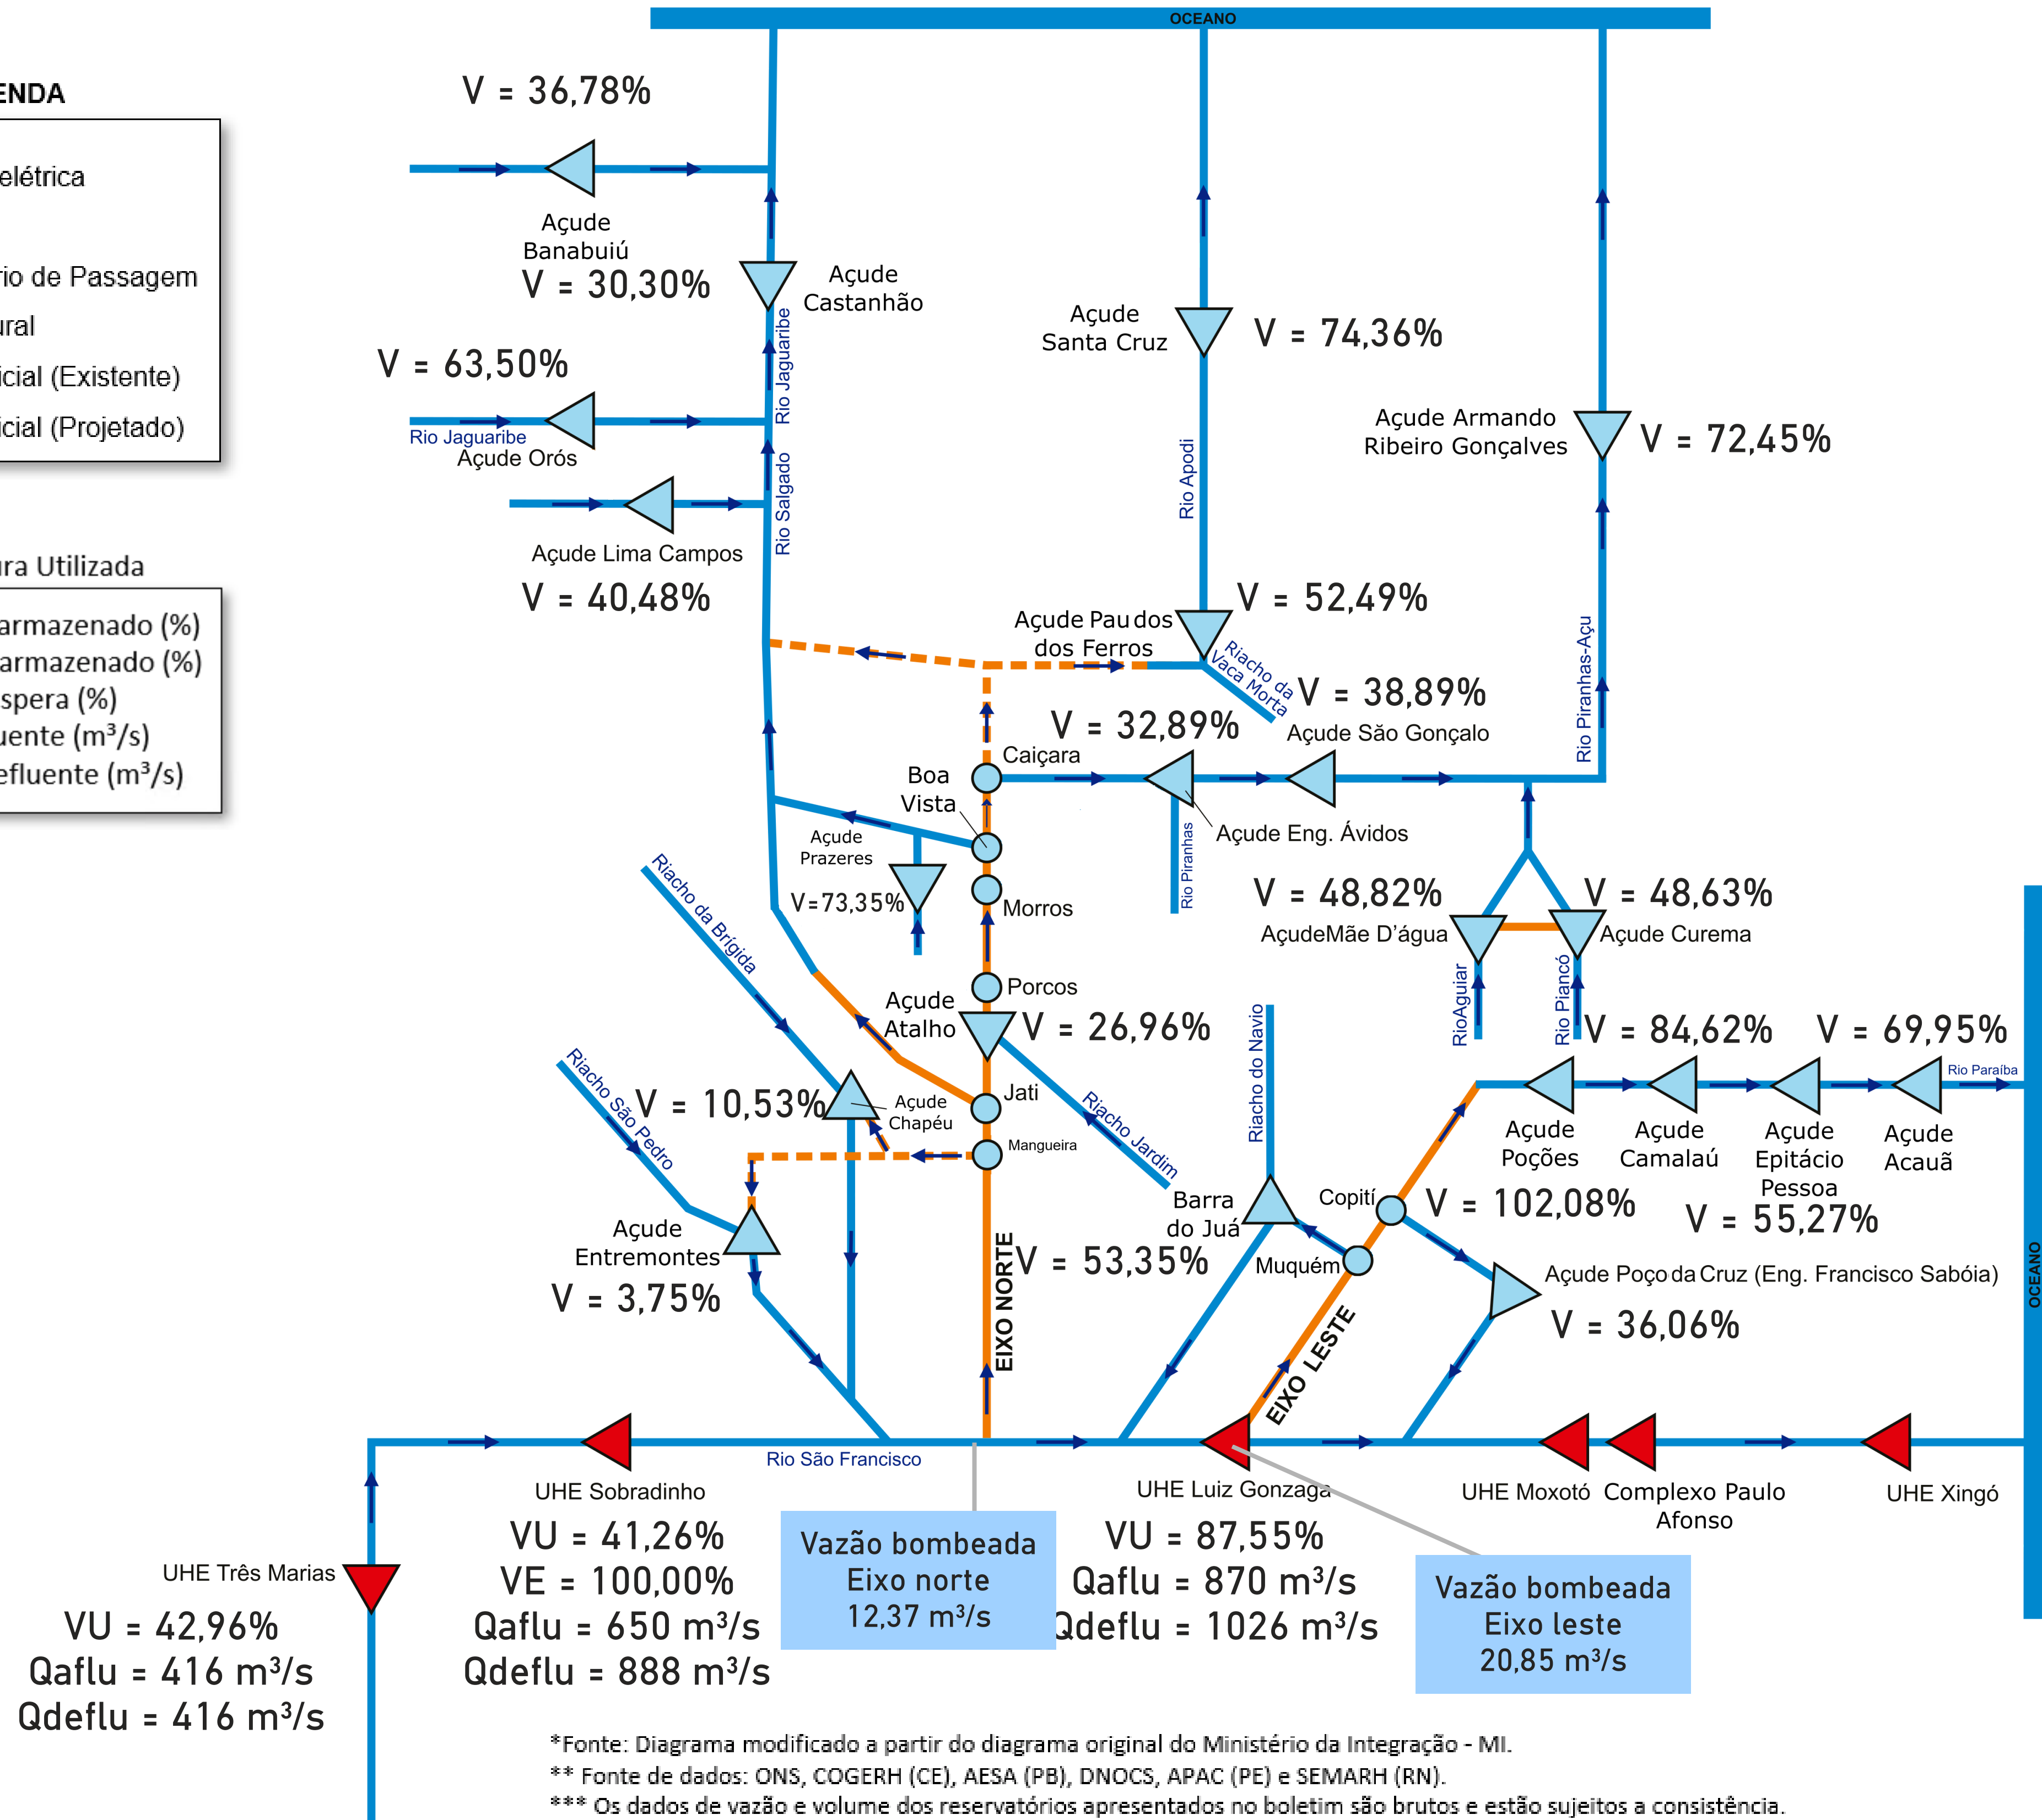 OCEANO
ENDA
elétrica
rio de Passagem
ural
icial (Existente)
icial (Projetado)
ura Utilizada
armazenado (%)
armazenado (%)
spera (%)
uente (m³/s)
efluente (m³/s)
V = 36,78%
Açude
Banabuiú
V = 30,30%
Açude
Castanhão
Rio Jaguaribe
V = 63,50%
Rio Jaguaribe
Açude Orós
Rio Salgado
Açude Lima Campos
V = 40,48%
Açude
Santa Cruz
V = 74,36%
Rio Apodi
Açude Armando
Ribeiro Gonçalves
V = 72,45%
Rio Piranhas-Açu
Açude Pau dos
dos Ferros
V = 52,49%
Riacho da
Vaca Morta
V = 38,89%
Açude São Gonçalo
V = 32,89%
Caiçara
Boa
Vista
Açude Eng. Ávidos
Rio Piranhas
Açude
Prazeres
V=73,35%
Morros
Riacho da Brígida
V = 48,82%
AçudeMãe D'água
V = 48,63%
Açude Curema
RioAguiar
Rio Piancó
Porcos
Açude
Atalho
V = 26,96%
Riacho do Navio
V = 84,62%
V = 69,95%
Rio Paraíba
Riacho São Pedro
V = 10,53%
Açude
Chapéu
Jati
Mangueira
Riacho Jardim
Açude
Poções
Açude
Camalaú
Açude
Epitácio
Pessoa
Açude
Acauã
V = 102,08%
V = 55,27%
Barra
do Juá
V = 53,35%
Copití
Muquém
Açude
Entremontes
V = 3,75%
EIXO NORTE
EIXO LESTE
Açude Poço da Cruz (Eng. Francisco Sabóia)
V = 36,06%
OCEANO
Rio São Francisco
UHE Sobradinho
VU = 41,26%
VE = 100,00%
Qaflu = 650 m³/s
Qdeflu = 888 m³/s
Vazão bombeada
Eixo norte
12,37 m³/s
UHE Luiz Gonzaga
VU = 87,55%
Qaflu = 870 m³/s
Qdeflu = 1026 m³/s
Vazão bombeada
Eixo leste
20,85 m³/s
UHE Moxotó
Complexo Paulo
Afonso
UHE Xingó
UHE Três Marias
VU = 42,96%
Qaflu = 416 m³/s
Qdeflu = 416 m³/s
*Fonte: Diagrama modificado a partir do diagrama original do Ministério da Integração - MI.
** Fonte de dados: ONS, COGERH (CE), AESA (PB), DNOCS, APAC (PE) e SEMARH (RN).
*** Os dados de vazão e volume dos reservatórios apresentados no boletim são brutos e estão sujeitos a consistência.